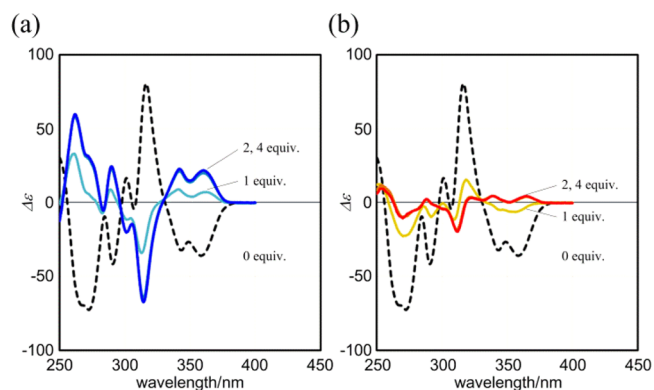 (a)
(b)
100
50
0
-50
-100
Δε
2, 4 equiv.
1 equiv.
0 equiv.
250 300 350 400 450
wavelength/nm
100
50
0
-50
-100
Δε
2, 4 equiv.
1 equiv.
0 equiv.
250 300 350 400 450
wavelength/nm